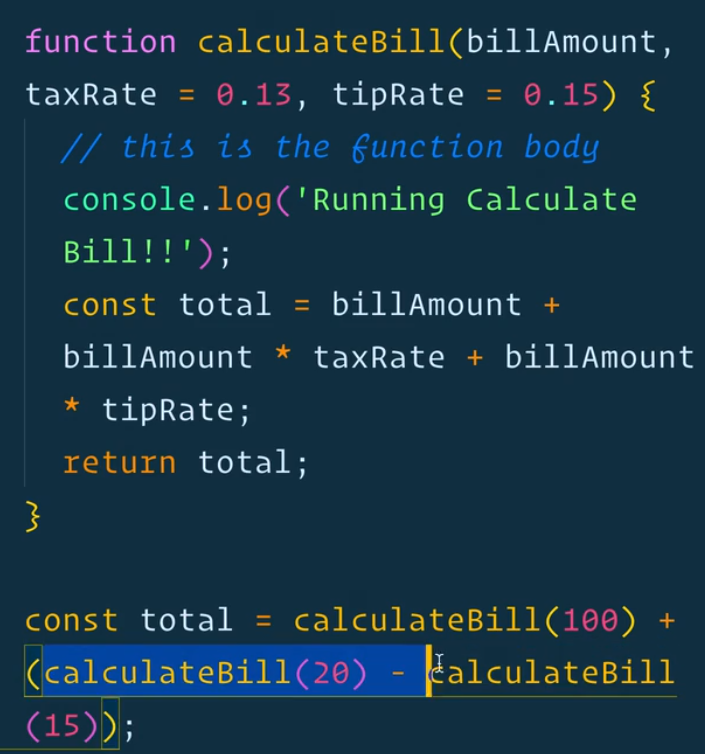 function calculateBill(billAmount,
taxRate = 0.13, tipRate = 0.15) {
// this is the function body
console.log('Running Calculate
Bill!!');
const total = billAmount +
billAmount * taxRate + billAmount
* tipRate;
return total;
}
const total = calculateBill(100) +
(calculateBill(20) - calculateBill
(15));